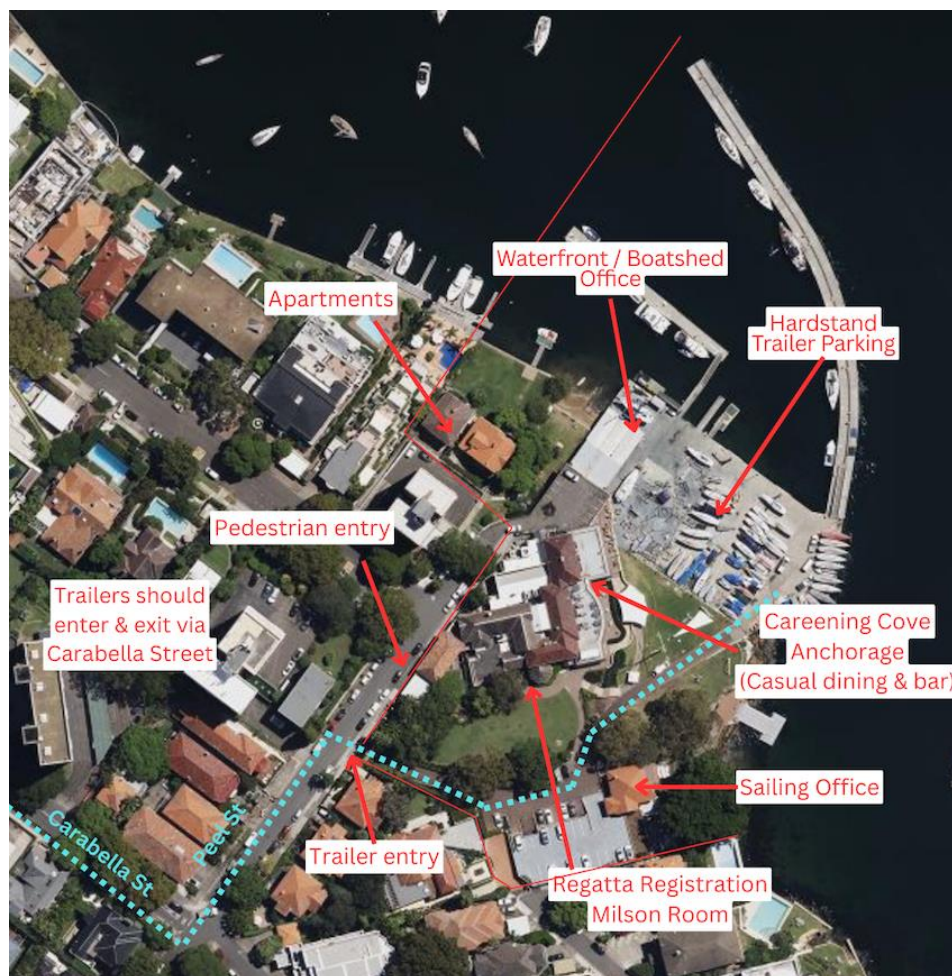 Waterfront / Boatshed
Office
Apartments
Hardstand
Trailer Parking
Pedestrian entry
Trailers should
enter & exit via
Carabella Street
Careening Cove
Anchorage
(Casual dining & bar)
Sailing Office
Peel St
Carabella St
Trailer entry
Regatta Registration
Milson Room